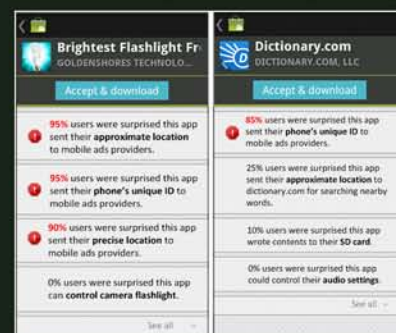 Brightest Flashlight Fr
GOLDENSHORES TECHNOLO...
Accept & download
95% users were surprised this app
sent their approximate location
to mobile ads providers.
95% users were surprised this app
sent their phone's unique ID to
mobile ads providers.
90% users were surprised this app
sent their precise location to
mobile ads providers.
0% users were surprised this app
can control camera flashlight.
See all
Dictionary.com
DICTIONARY.COM, LLC
Accept & download
85% users were surprised this app
sent their phone's unique ID to
mobile ads providers.
25% users were surprised this app
sent their approximate location to
dictionary.com for searching nearby
words.
10% users were surprised this app
wrote contents to their SD card.
0% users were surprised this app
could control their audio settings.
See all